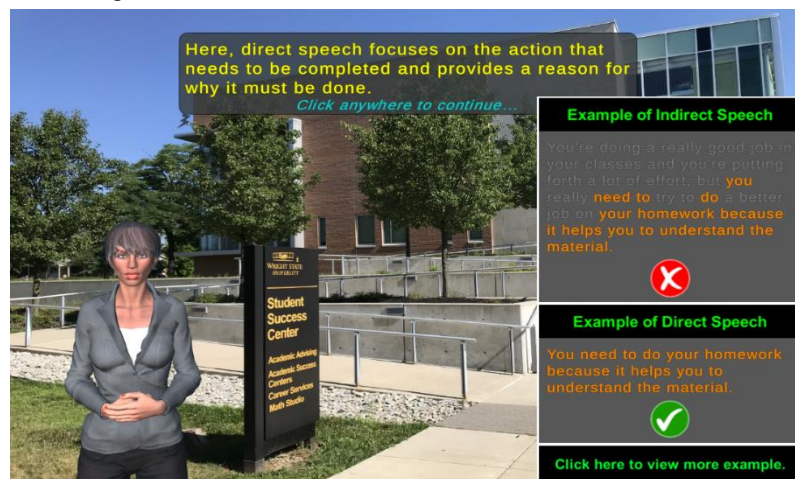 Here, direct speech focuses on the action that
needs to be completed and provides a reason for
why it must be done.
Click anywhere to continue...
Example of Indirect Speech
You're doing a really good job in
your classes and you're putting
forth a lot of effort, but you
really need to try to do a better
job on your homework because
it helps you to understand the
material.
Example of Direct Speech
You need to do your homework
because it helps you to
understand the material.
Click here to view more example.
WRIGHT STATE
UNIVERSITY
Student
Success
Center
Academic Advising
Academic Success
Centers
Career Services
Math Studio